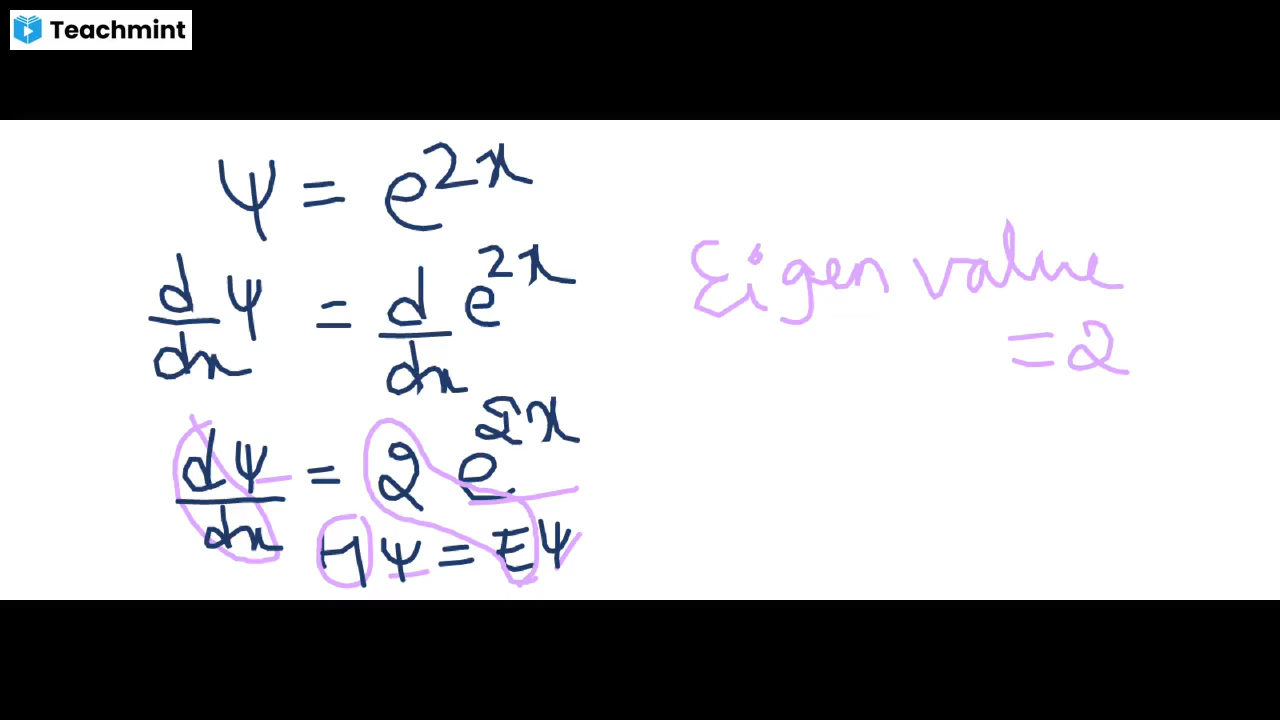 Teachmint
Ψ = e^2x
d/dx Ψ = d/dx e^2x
Eigen value
= 2
dΨ/dx = 2 e^2x
HΨ = EΨ